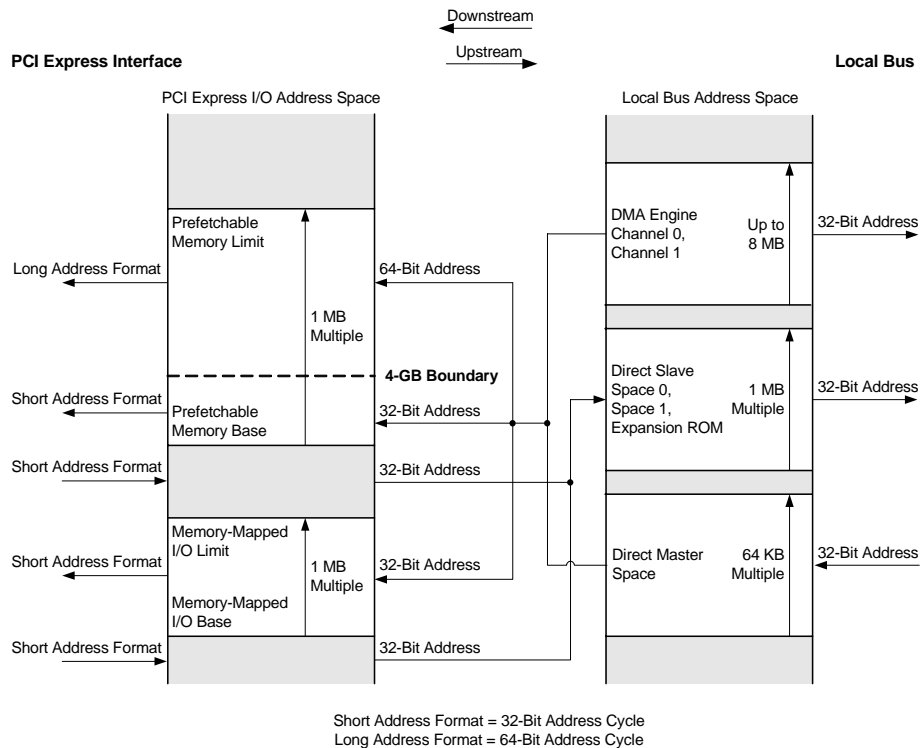 Downstream
Upstream
PCI Express Interface
Local Bus
PCI Express I/O Address Space
Local Bus Address Space
Prefetchable
Memory Limit
Long Address Format
64-Bit Address
1 MB
Multiple
4-GB Boundary
Short Address Format
Prefetchable
Memory Base
32-Bit Address
Short Address Format
32-Bit Address
Memory-Mapped
I/O Limit
Short Address Format
1 MB
Multiple
32-Bit Address
Memory-Mapped
I/O Base
Short Address Format
32-Bit Address
DMA Engine
Channel 0,
Channel 1
Up to
8 MB
32-Bit Address
Direct Slave
Space 0,
Space 1,
Expansion ROM
1 MB
Multiple
32-Bit Address
Direct Master
Space
64 KB
Multiple
32-Bit Address
Short Address Format = 32-Bit Address Cycle
Long Address Format = 64-Bit Address Cycle